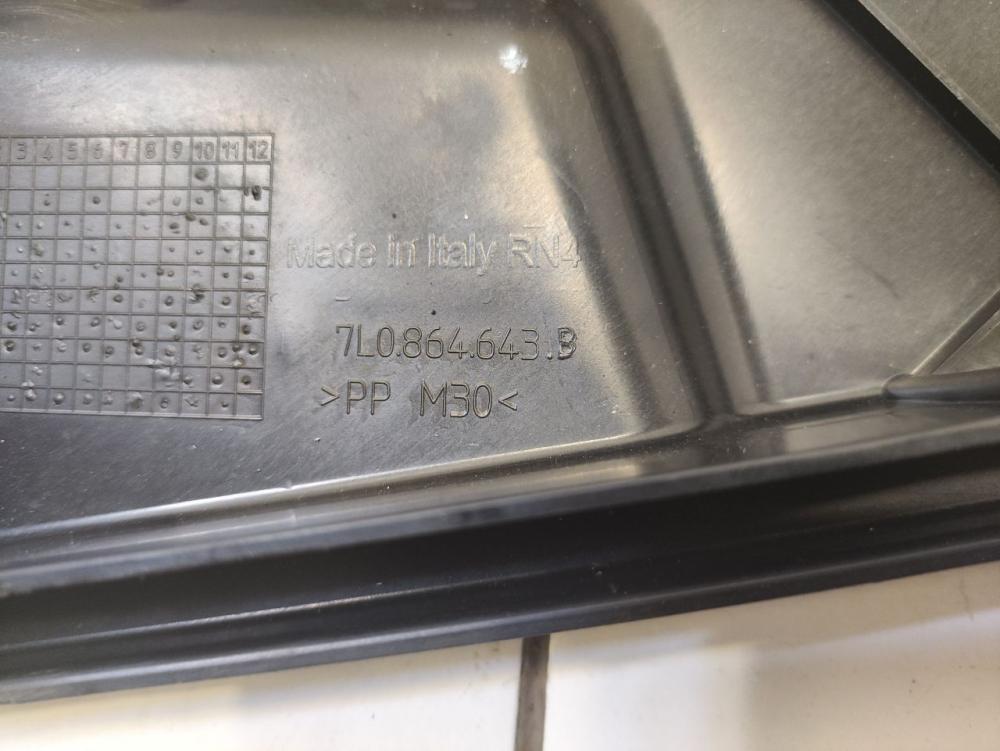 3 4 5 6 7 8 9 10 11 12
Made in Italy RN4
7L0.864.643.B
>PP M30<